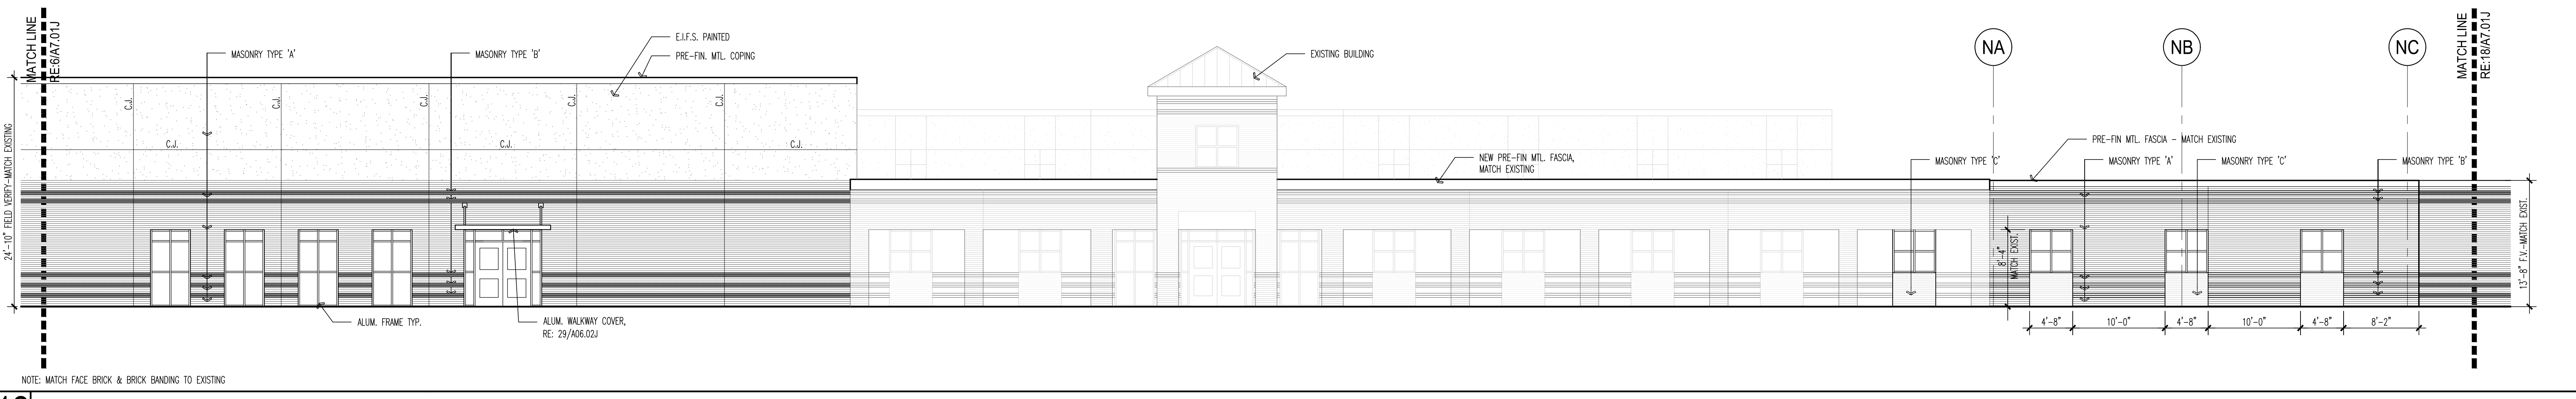 MATCH LINE
RE:6/A7.01J
MASONRY TYPE 'A'
MASONRY TYPE 'B'
E.I.F.S. PAINTED
PRE-FIN. MTL. COPING
EXISTING BUILDING
NA
NB
NC
MATCH LINE
RE:18/A7.01J
C.J.
C.J.
C.J.
C.J.
C.J.
C.J.
C.J.
C.J.
24'-10" FIELD VERIFY-MATCH EXISTING
NEW PRE-FIN MTL. FASCIA,
MATCH EXISTING
PRE-FIN MTL. FASCIA - MATCH EXISTING
MASONRY TYPE 'C'
MASONRY TYPE 'A'
MASONRY TYPE 'C'
MASONRY TYPE 'B'
8'-4"
MATCH EXIST.
13'-8" F.V.-MATCH EXIST.
ALUM. FRAME TYP.
ALUM. WALKWAY COVER,
RE: 29/A06.02J
4'-8"
10'-0"
4'-8"
10'-0"
4'-8"
8'-2"
NOTE: MATCH FACE BRICK & BRICK BANDING TO EXISTING